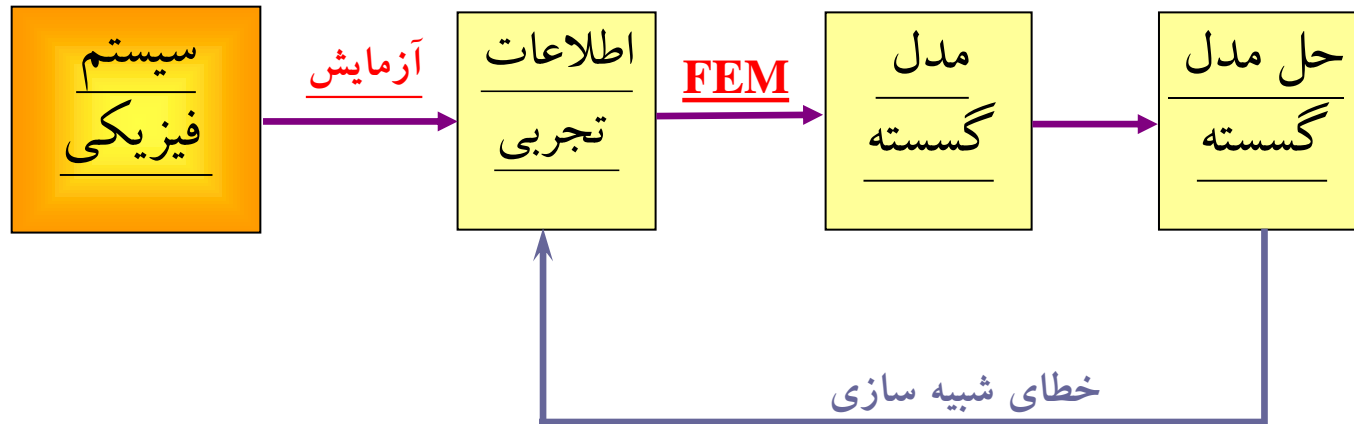 سیستم
فیزیکی
آزمایش
اطلاعات
تجربی
FEM
مدل
گسسته
حل مدل
گسسته
خطای شبیه سازی